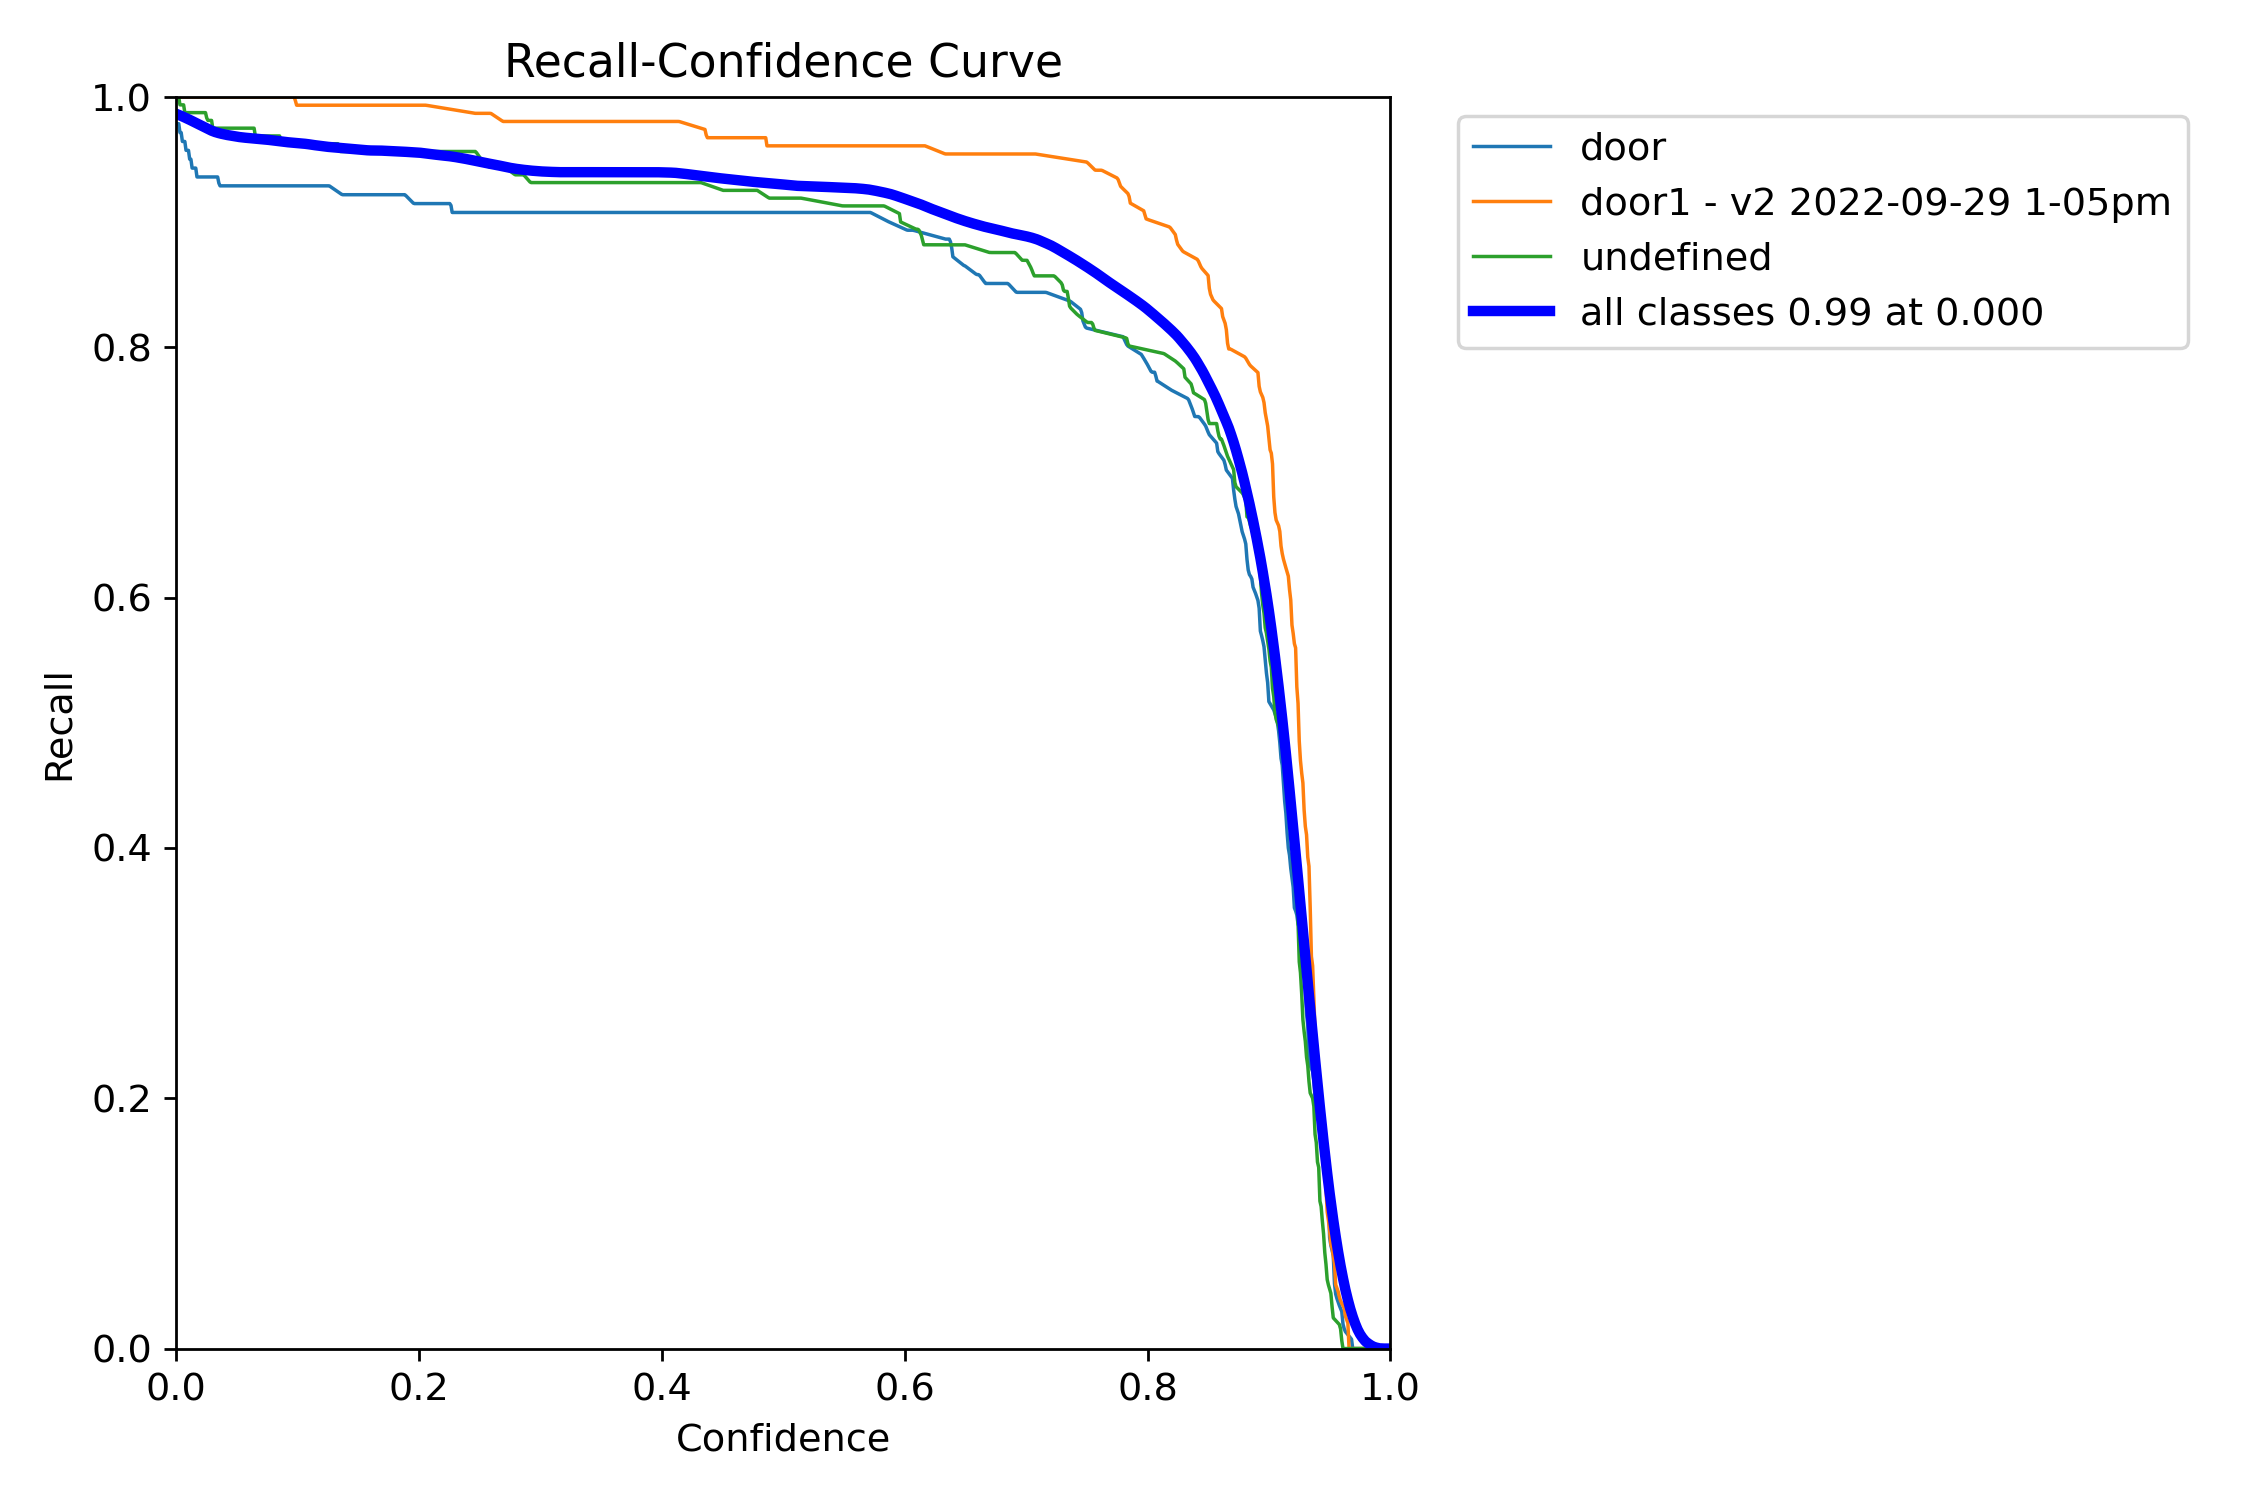 Recall-Confidence Curve
1.0
0.8
0.6
0.4
0.2
0.0
Recall
0.0 0.2 0.4 0.6 0.8 1.0
Confidence
door
door1 - v2 2022-09-29 1-05pm
undefined
all classes 0.99 at 0.000